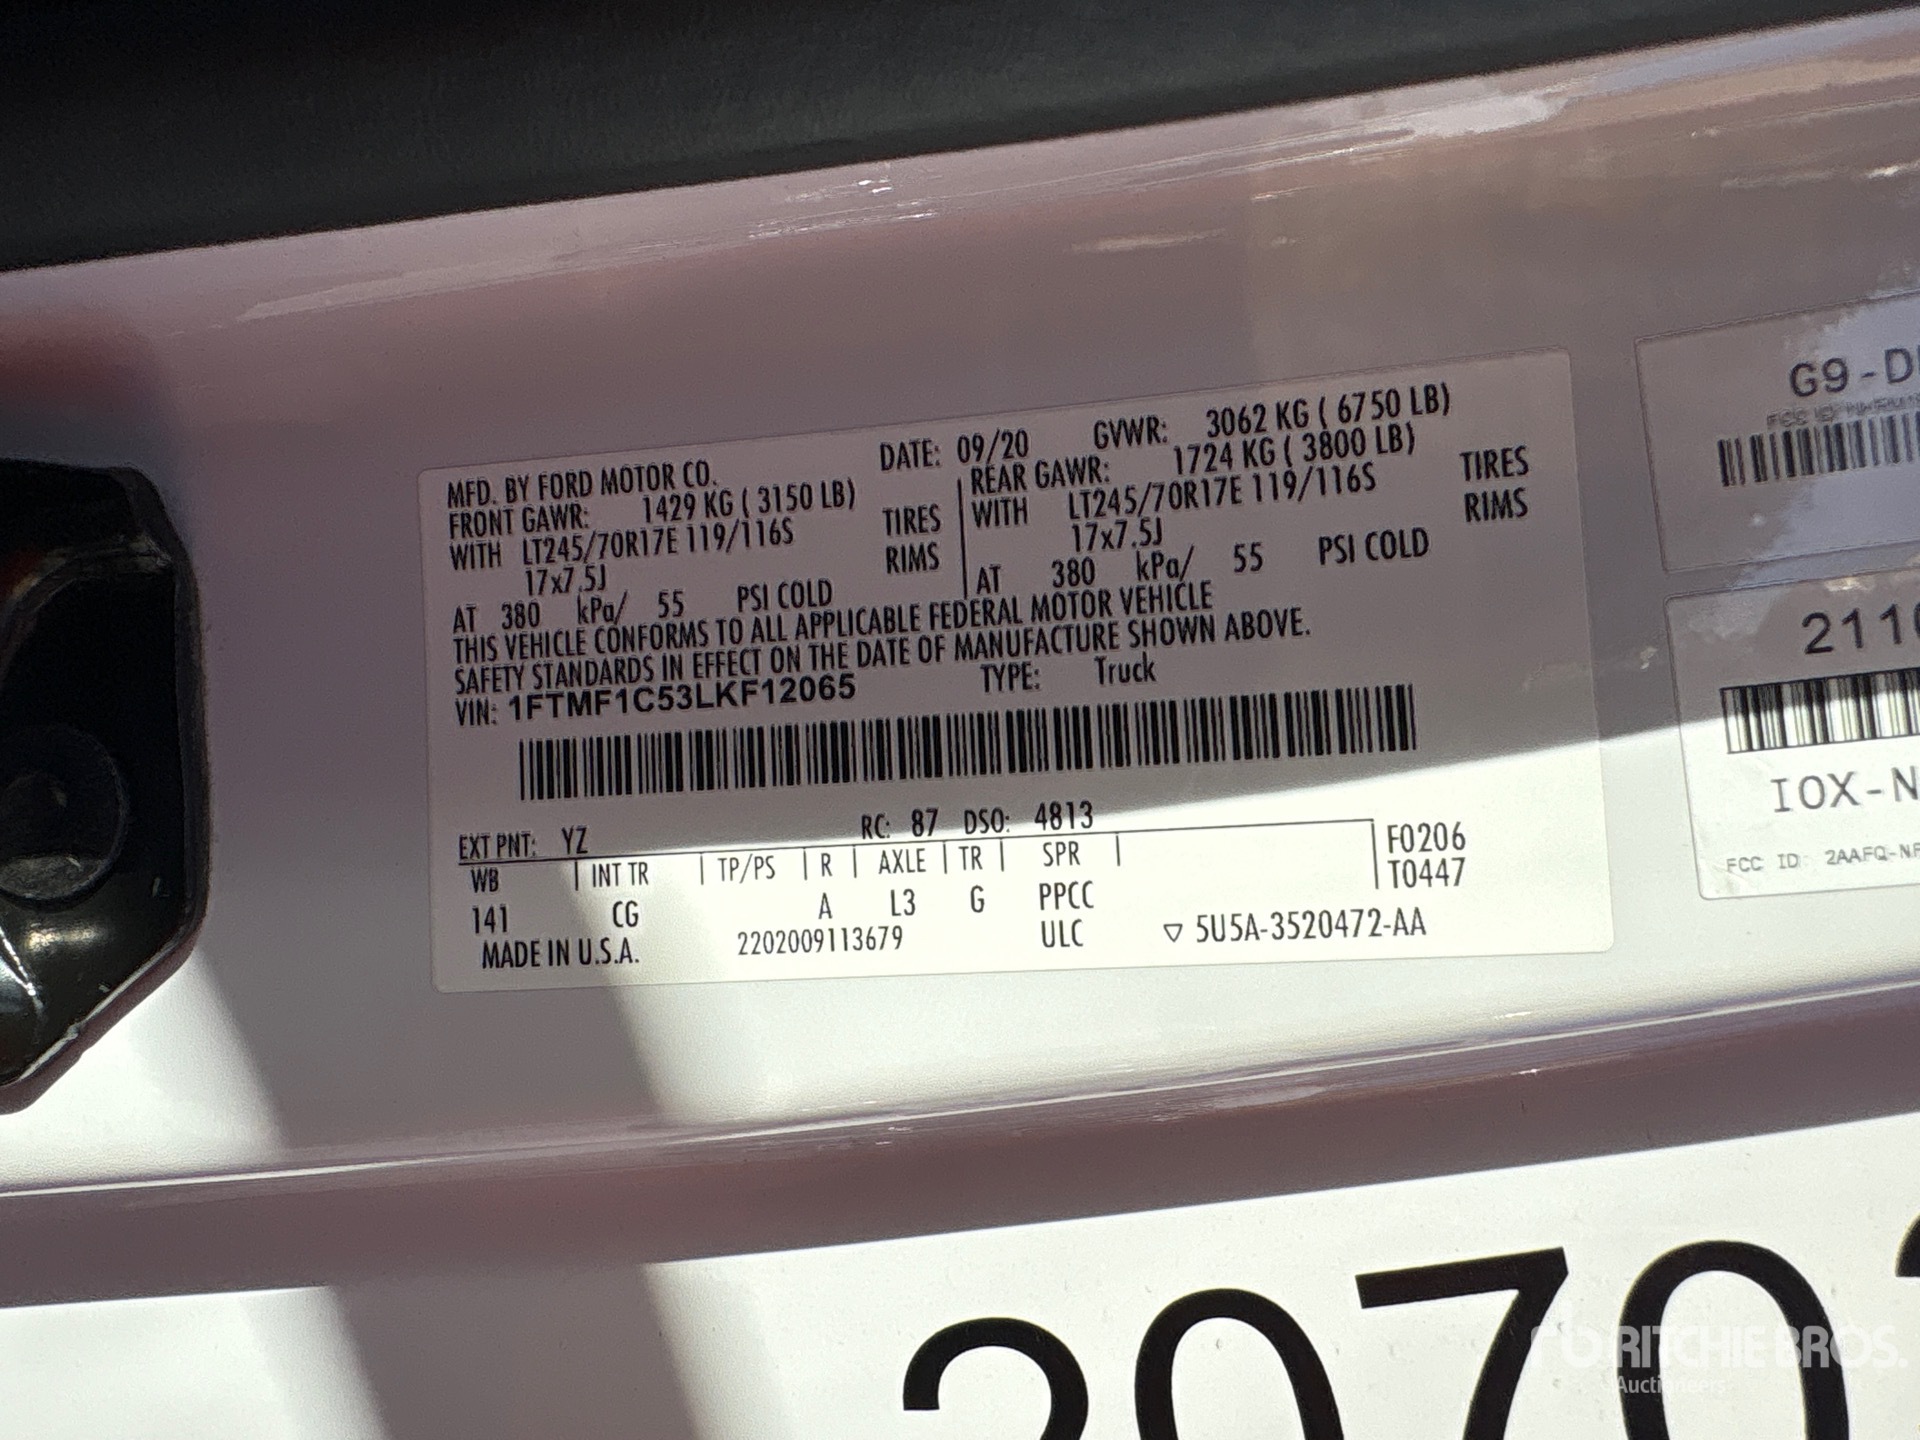 MFD. BY FORD MOTOR CO. DATE: 09/20 GVWR: 3062 KG ( 6750 LB)
FRONT GAWR: 1429 KG ( 3150 LB) REAR GAWR: 1724 KG ( 3800 LB)
WITH LT245/70R17E 119/116S TIRES WITH LT245/70R17E 119/116S TIRES
17x7.5J RIMS 17x7.5J RIMS
AT 380 kPa/ 55 PSI COLD AT 380 kPa/ 55 PSI COLD
THIS VEHICLE CONFORMS TO ALL APPLICABLE FEDERAL MOTOR VEHICLE
SAFETY STANDARDS IN EFFECT ON THE DATE OF MANUFACTURE SHOWN ABOVE.
VIN: 1FTMF1C53LKF12065 TYPE: Truck
EXT PNT: YZ RC: 87 DSO: 4813
WB INT TR TP/PS R AXLE TR SPR F0206
141 CG A L3 G PPCC T0447
MADE IN U.S.A. 2202009113679 ULC ▽ 5U5A-3520472-AA
G9-D
FCC ID:
211
IOX-N
FCC ID: 2AAFQ-NF
2070
RITCHIE BROS.
Auctioneers